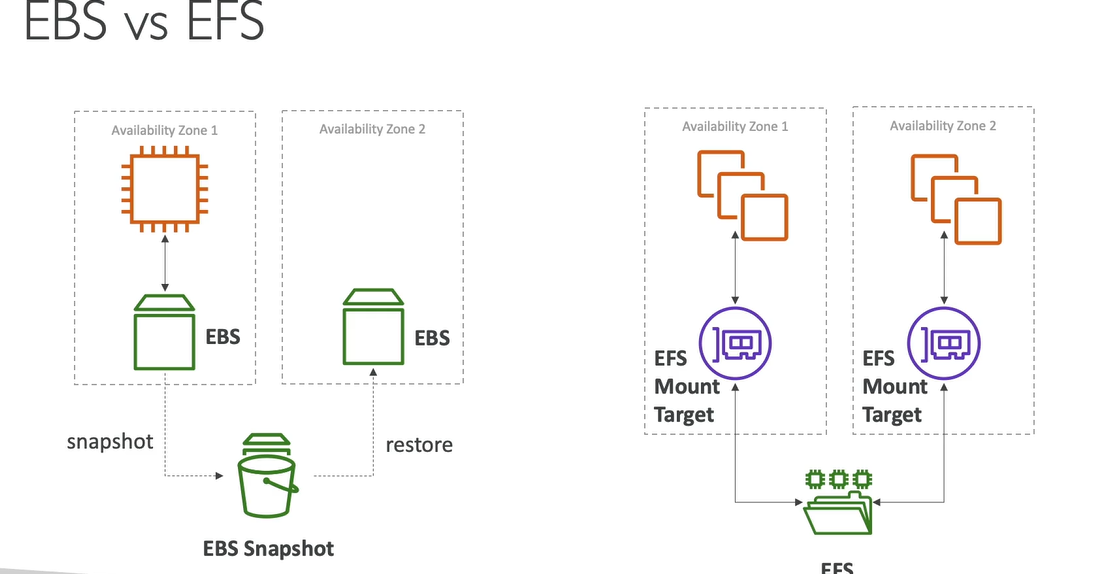 EBS vs EFS
Availability Zone 1
Availability Zone 2
EBS
EBS
snapshot
restore
EBS Snapshot
Availability Zone 1
Availability Zone 2
EFS
Mount
Target
EFS
Mount
Target
EFS